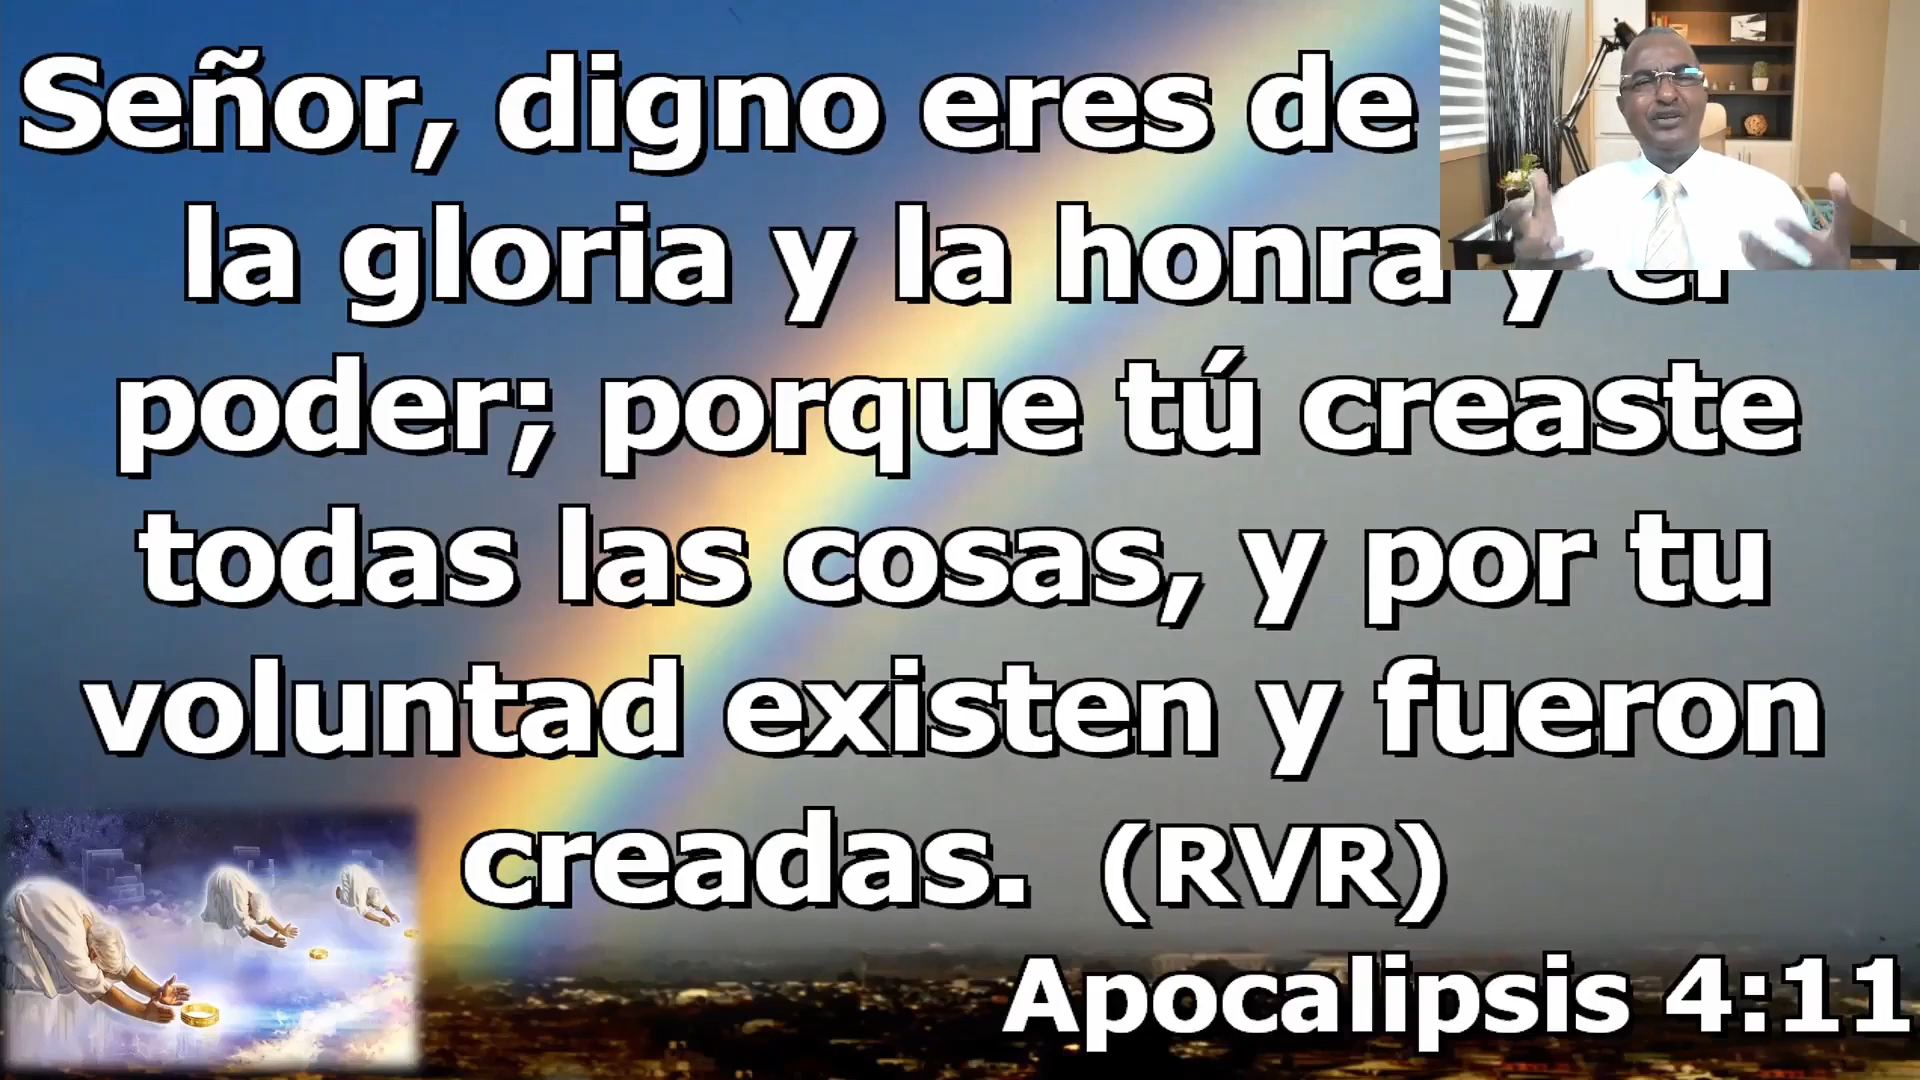 Señor, digno eres de
la gloria y la honra y el
poder; porque tú creaste
todas las cosas, y por tu
voluntad existen y fueron
creadas. (RVR)
Apocalipsis 4:11